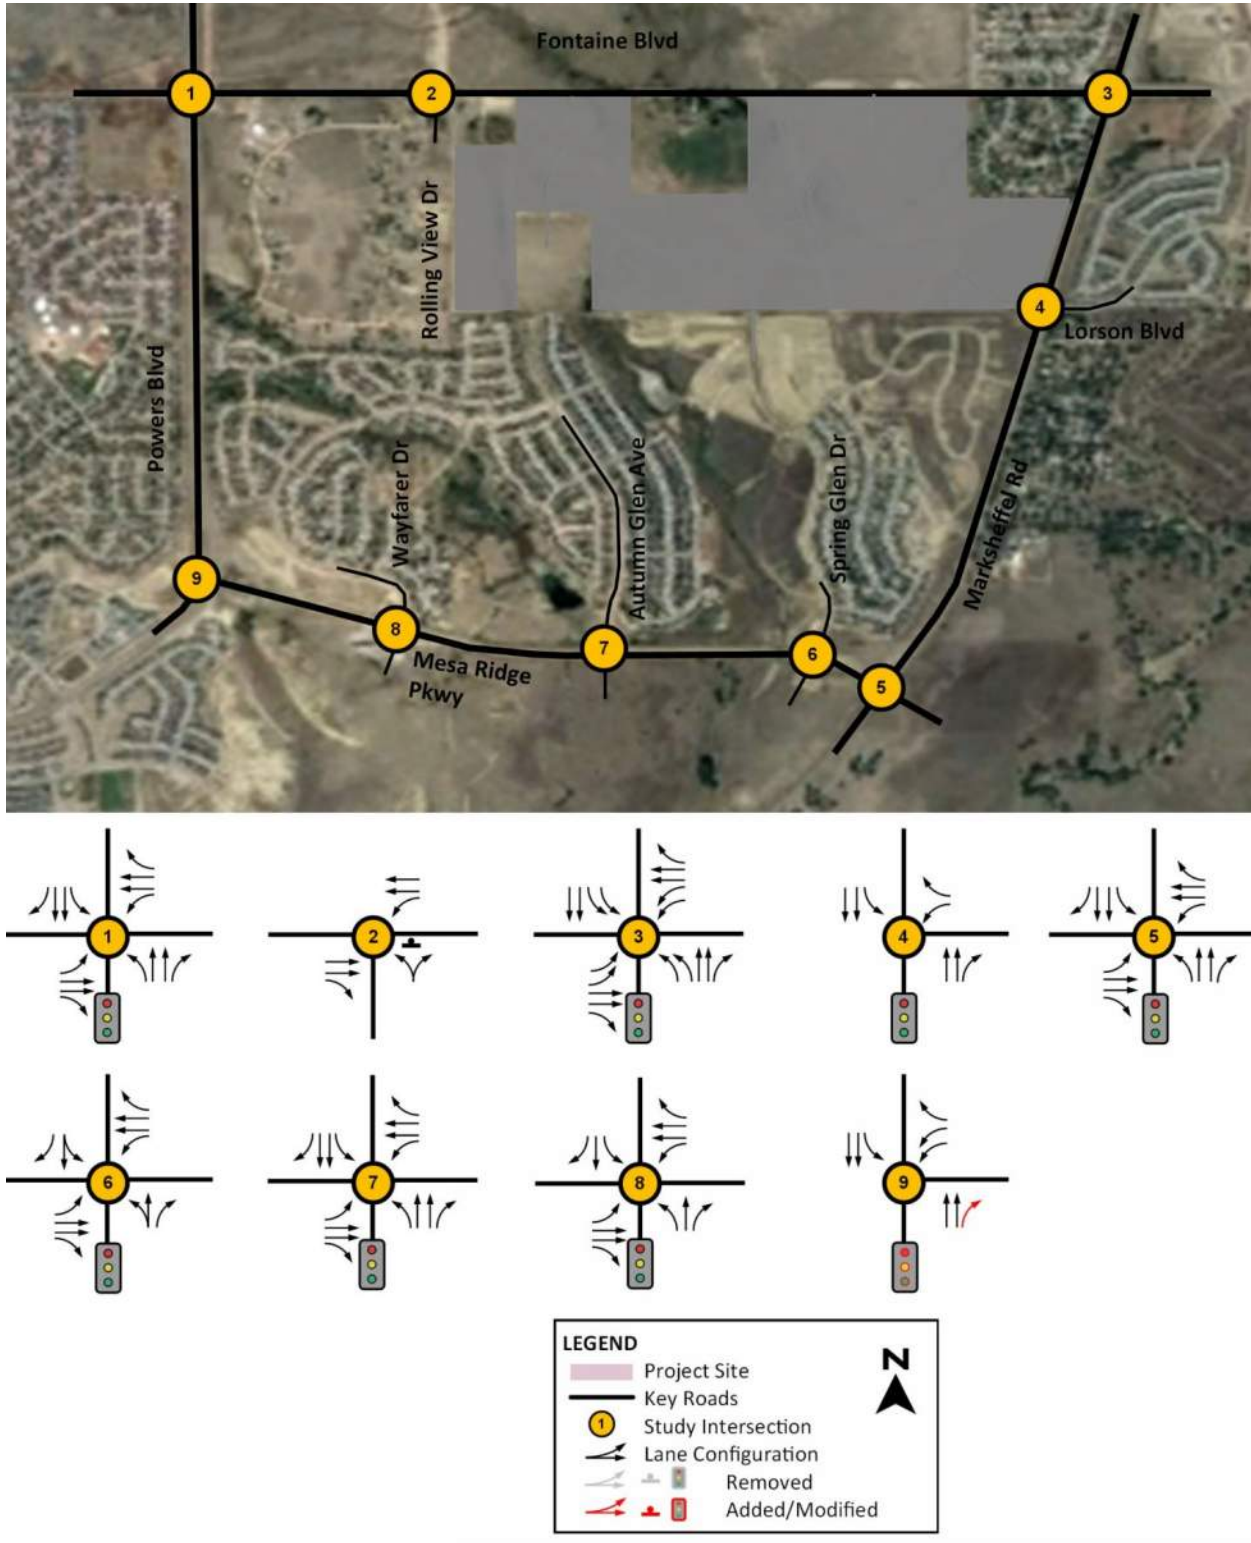 Fontaine Blvd
1
2
3
Rolling View Dr
4
Lorson Blvd
Powers Blvd
Wayfarer Dr
Autumn Glen Ave
Spring Glen Dr
Marksheffel Rd
9
8
7
6
5
Mesa Ridge
Pkwy
1
2
3
4
5
6
7
8
9
LEGEND
N
Project Site
Key Roads
1 Study Intersection
Lane Configuration
Removed
Added/Modified